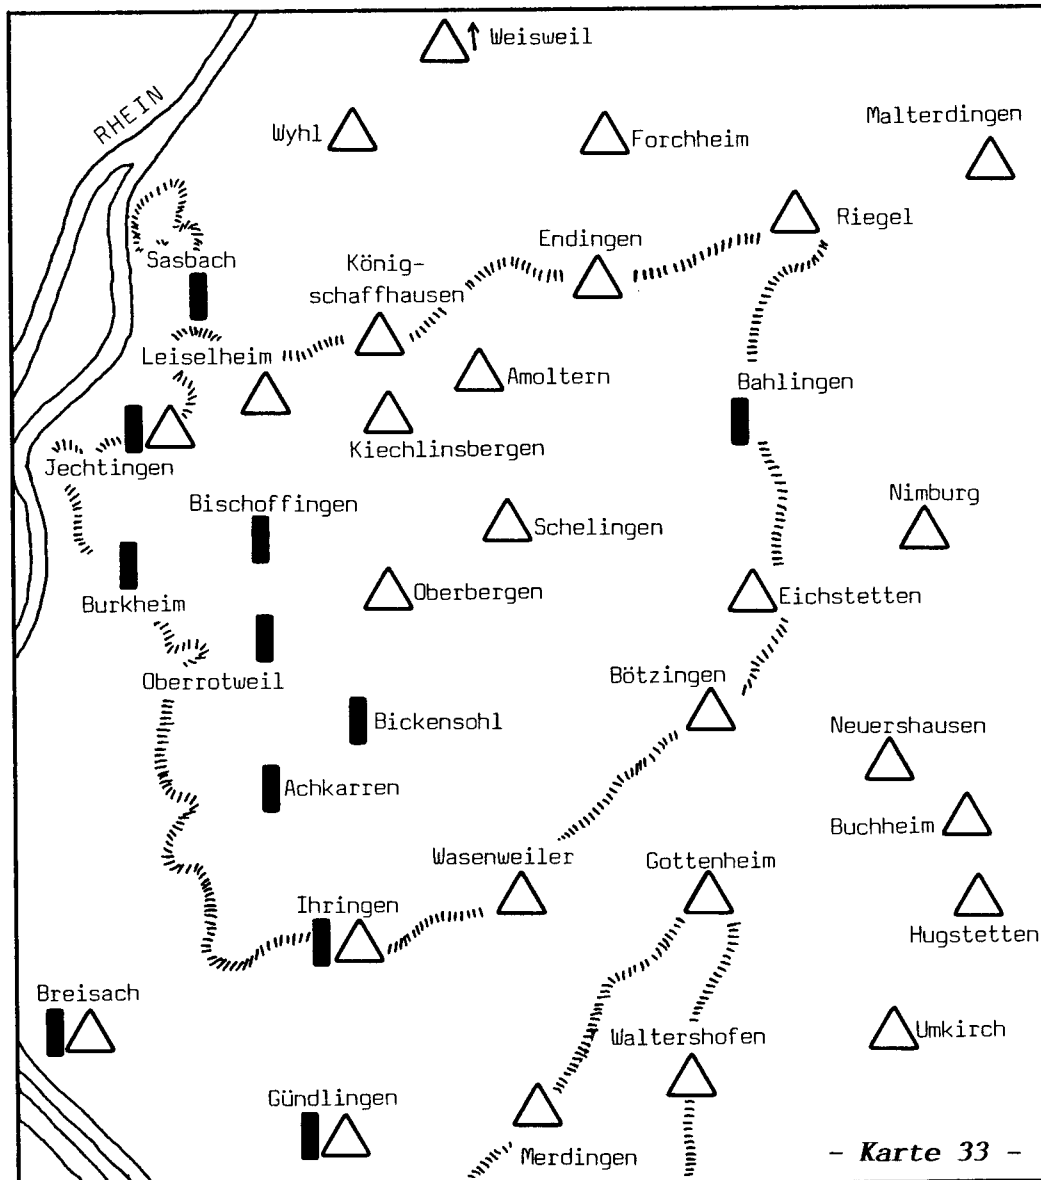 Weisweil
RHEIN
Wyhl
Forchheim
Malterdingen
Riegel
Sasbach
König-
schaffhausen
Endingen
Leiselheim
Amoltern
Bahlingen
Kiechlinsbergen
Jechtingen
Bischoffingen
Schelingen
Nimburg
Burkheim
Oberbergen
Eichstetten
Oberrotweil
Bötzingen
Bickensohl
Neuershausen
Achkarren
Buchheim
Wasenweiler
Gottenheim
Ihringen
Hugstetten
Breisach
Waltershofen
Umkirch
Gündlingen
Merdingen
- Karte 33 -